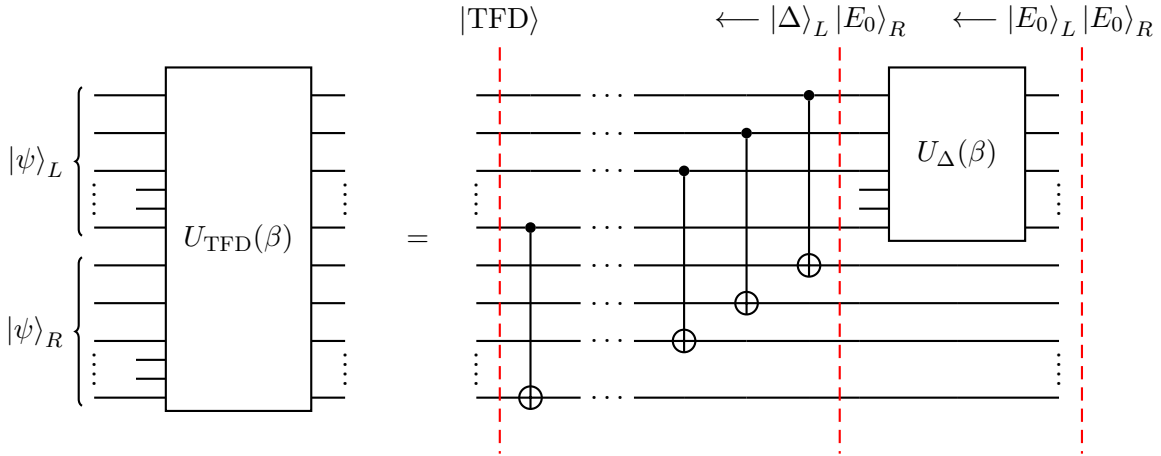 |TFD⟩
⟵ |Δ⟩_L |E_0⟩_R
⟵ |E_0⟩_L |E_0⟩_R
|ψ⟩_L
U_Δ(β)
U_TFD(β)
=
|ψ⟩_R